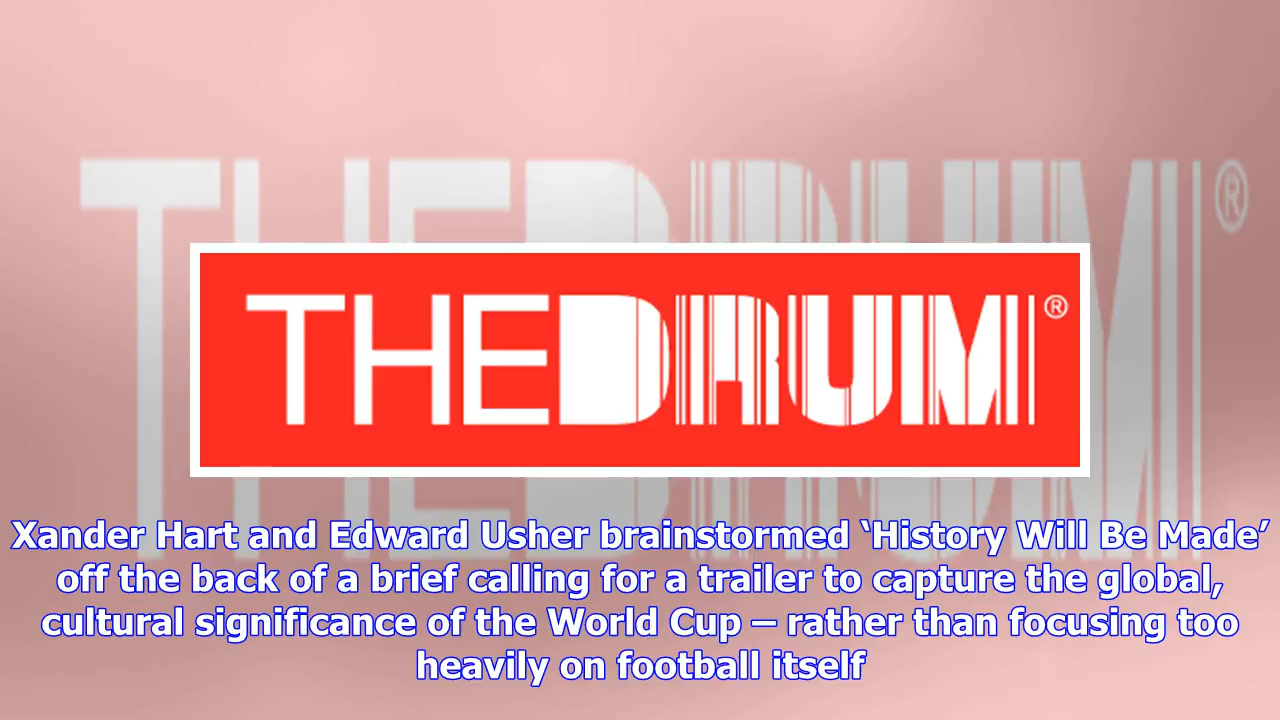 THEDRUM®
THEDRUM®
Xander Hart and Edward Usher brainstormed ‘History Will Be Made’
off the back of a brief calling for a trailer to capture the global,
cultural significance of the World Cup – rather than focusing too
heavily on football itself